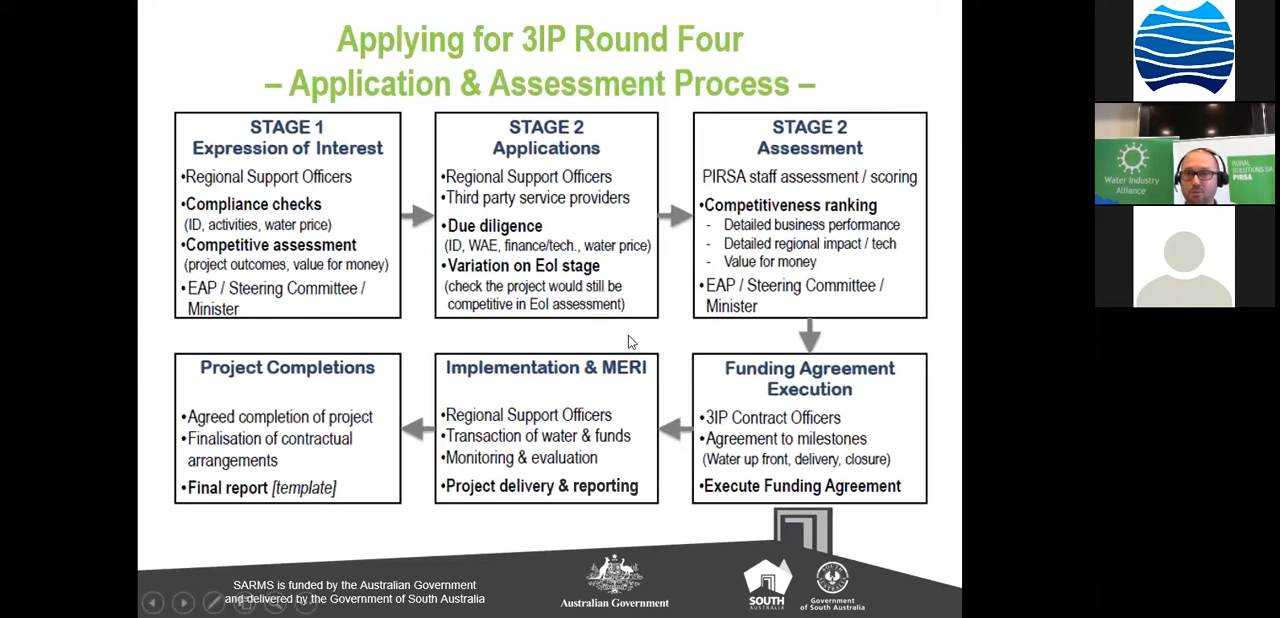 Applying for 3IP Round Four
– Application & Assessment Process –
STAGE 1
Expression of Interest
•Regional Support Officers
•Compliance checks
(ID, activities, water price)
•Competitive assessment
(project outcomes, value for money)
•EAP / Steering Committee /
Minister
STAGE 2
Applications
•Regional Support Officers
•Third party service providers
•Due diligence
(ID, WAE, finance/tech., water price)
•Variation on EoI stage
(check the project would still be
competitive in EoI assessment)
STAGE 2
Assessment
PIRSA staff assessment / scoring
•Competitiveness ranking
- Detailed business performance
- Detailed regional impact / tech
- Value for money
•EAP / Steering Committee /
Minister
Funding Agreement
Execution
•3IP Contract Officers
•Agreement to milestones
(Water up front, delivery, closure)
•Execute Funding Agreement
Implementation & MERI
•Regional Support Officers
•Transaction of water & funds
•Monitoring & evaluation
•Project delivery & reporting
Project Completions
•Agreed completion of project
•Finalisation of contractual
arrangements
•Final report [template]
SARMS is funded by the Australian Government
and delivered by the Government of South Australia
Australian Government
SOUTH
AUSTRALIA
Government
of South Australia
Water Industry
Alliance
RURAL
SOLUTIONS SA
PIRSA